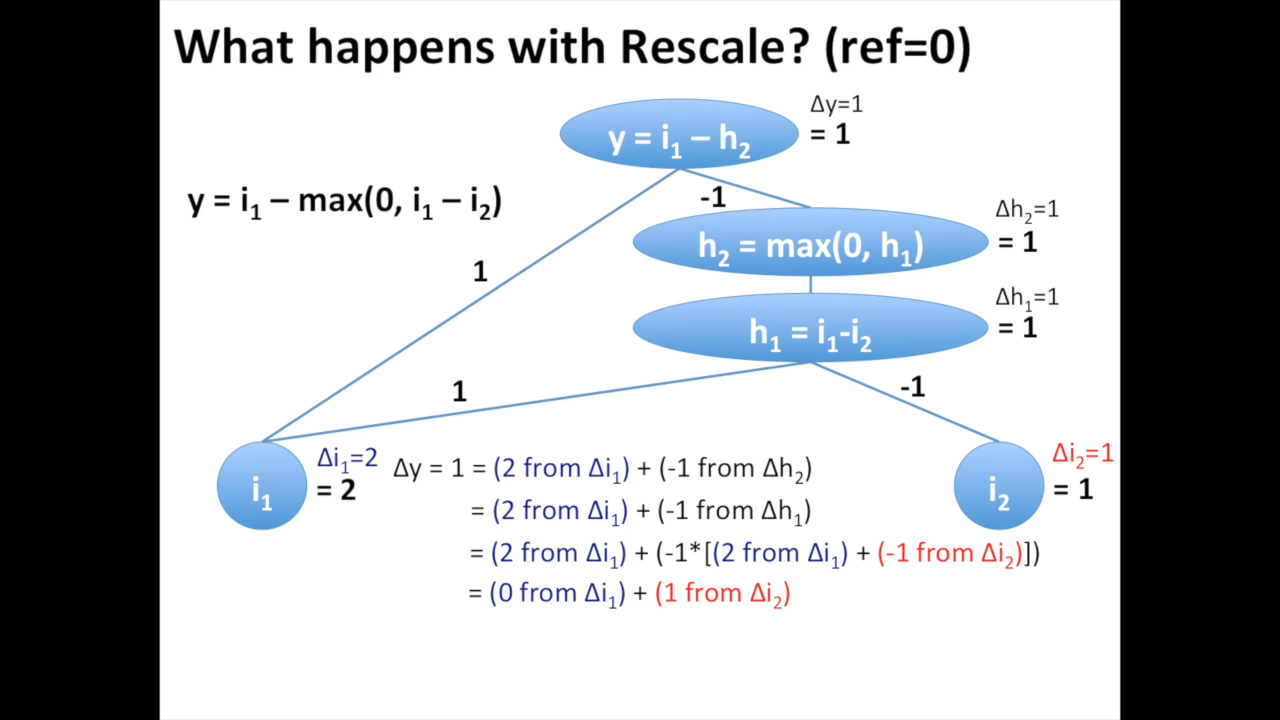 What happens with Rescale? (ref=0)
Δy=1
= 1
y = i₁ – h₂
y = i₁ – max(0, i₁ – i₂)
-1
Δh₂=1
= 1
h₂ = max(0, h₁)
1
Δh₁=1
= 1
h₁ = i₁-i₂
1
-1
i₁
Δi₁=2
= 2
Δy = 1 = (2 from Δi₁) + (-1 from Δh₂)
= (2 from Δi₁) + (-1 from Δh₁)
= (2 from Δi₁) + (-1*[(2 from Δi₁) + (-1 from Δi₂)])
= (0 from Δi₁) + (1 from Δi₂)
i₂
Δi₂=1
= 1